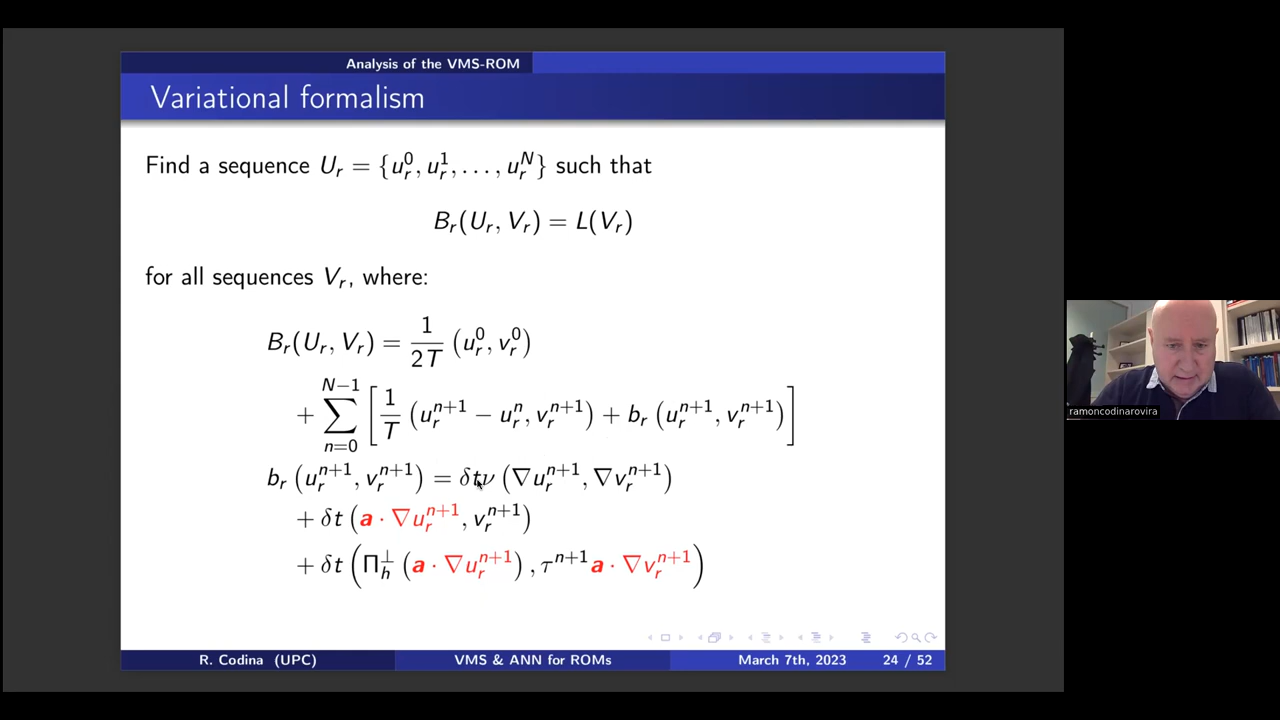 Analysis of the VMS-ROM
Variational formalism
Find a sequence U_r = {u_r^0, u_r^1, . . . , u_r^N} such that
B_r(U_r, V_r) = L(V_r)
for all sequences V_r, where:
B_r(U_r, V_r) = \frac{1}{2T} (u_r^0, v_r^0)
+ \sum_{n=0}^{N-1} [ \frac{1}{T} (u_r^{n+1} − u_r^n, v_r^{n+1}) + b_r (u_r^{n+1}, v_r^{n+1}) ]
b_r (u_r^{n+1}, v_r^{n+1}) = δtν (∇u_r^{n+1}, ∇v_r^{n+1})
+ δt (a · ∇u_r^{n+1}, v_r^{n+1})
+ δt (Π_h^⊥ (a · ∇u_r^{n+1}) , τ^{n+1} a · ∇v_r^{n+1})
R. Codina (UPC) VMS & ANN for ROMs March 7th, 2023 24 / 52
ramoncodinarovira